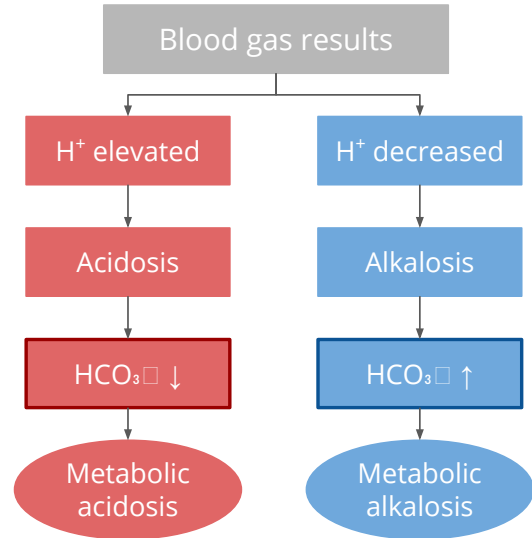 Blood gas results
H⁺ elevated
H⁺ decreased
Acidosis
Alkalosis
HCO₃□ ↓
HCO₃□ ↑
Metabolic
acidosis
Metabolic
alkalosis